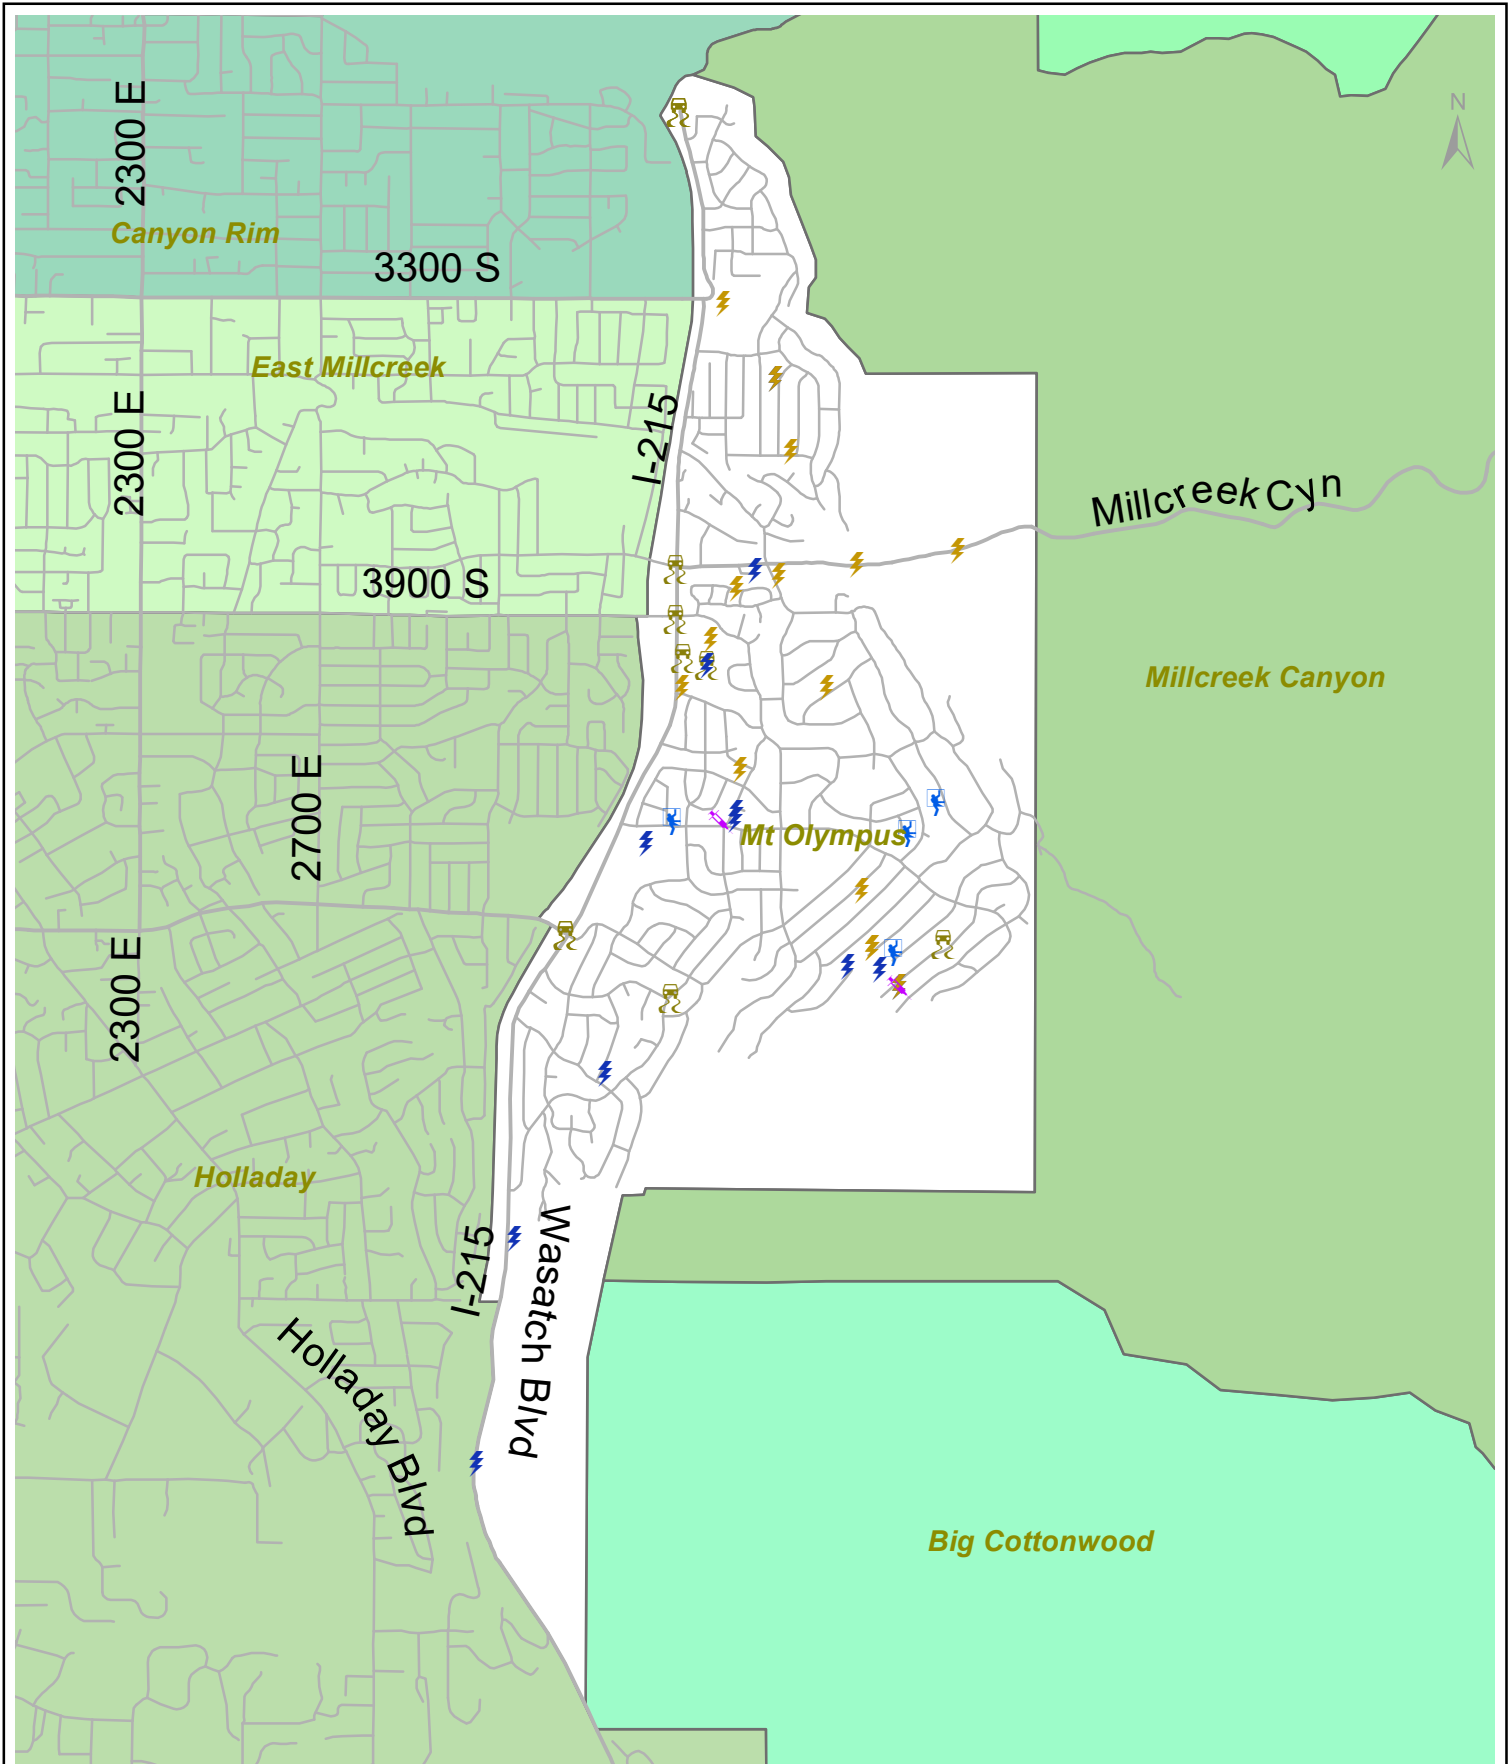 N
2300 E
Canyon Rim
3300 S
East Millcreek
I-215
2300 E
Millcreek Cyn
3900 S
Millcreek Canyon
2700 E
Mt Olympus
2300 E
Holladay
I-215
Wasatch Blvd
Holladay Blvd
Big Cottonwood